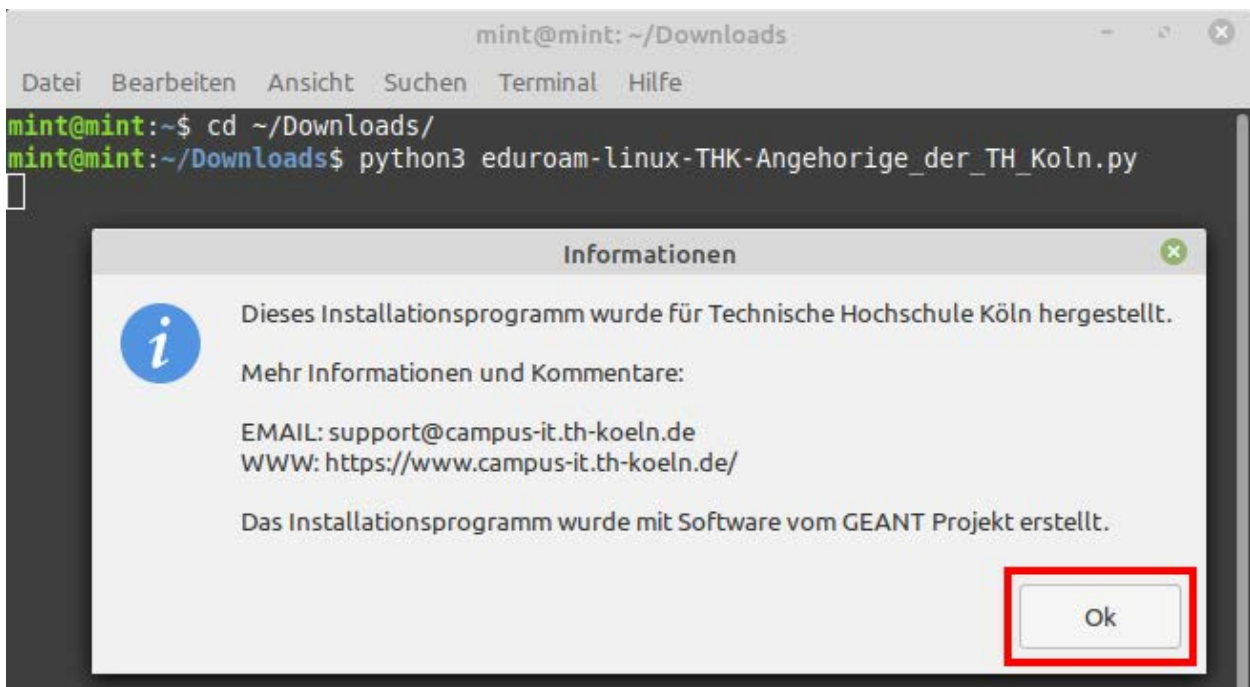 mint@mint: ~/Downloads
Datei Bearbeiten Ansicht Suchen Terminal Hilfe
mint@mint:~$ cd ~/Downloads/
mint@mint:~/Downloads$ python3 eduroam-linux-THK-Angehorige_der_TH_Koln.py
Informationen
Dieses Installationsprogramm wurde für Technische Hochschule Köln hergestellt.
Mehr Informationen und Kommentare:
EMAIL: support@campus-it.th-koeln.de
WWW: https://www.campus-it.th-koeln.de/
Das Installationsprogramm wurde mit Software vom GEANT Projekt erstellt.
Ok